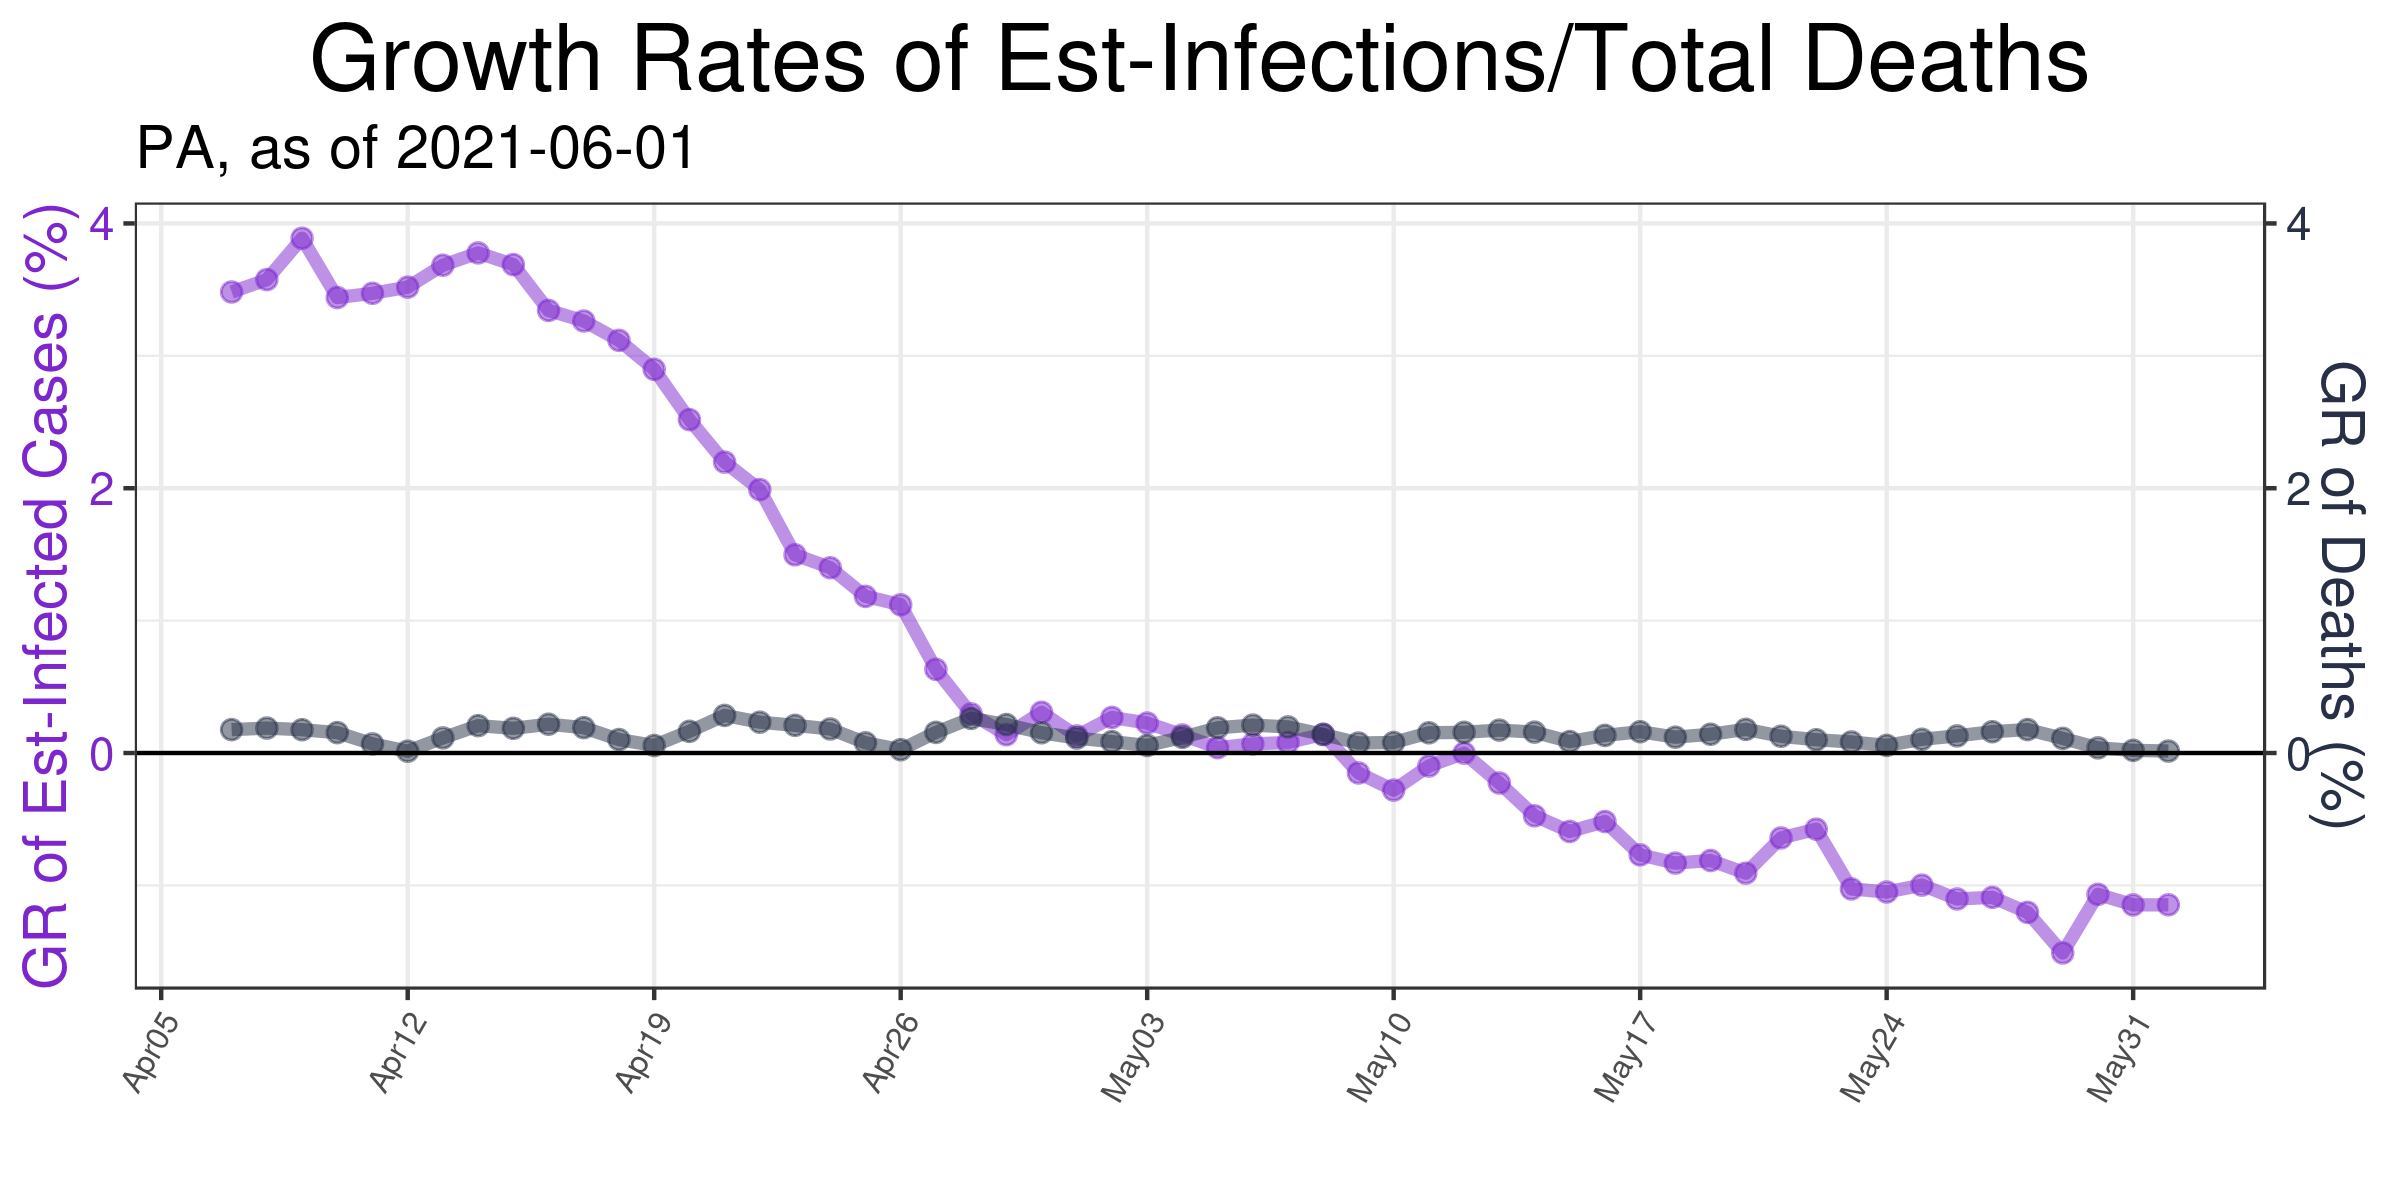 Growth Rates of Est-Infections/Total Deaths
PA, as of 2021-06-01
GR of Est-Infected Cases (%)
4
2
0
4
2
0
GR of Deaths (%)
Apr05
Apr12
Apr19
Apr26
May03
May10
May17
May24
May31